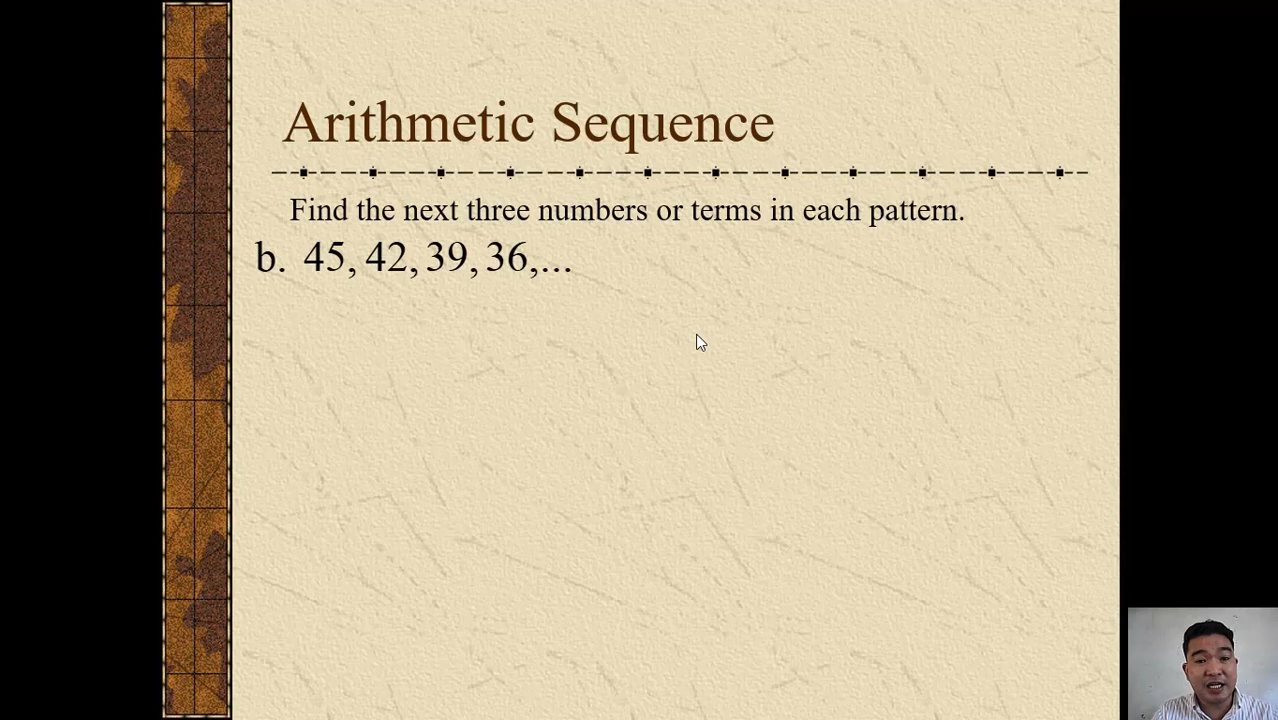 Arithmetic Sequence
Find the next three numbers or terms in each pattern.
b. 45, 42, 39, 36,...